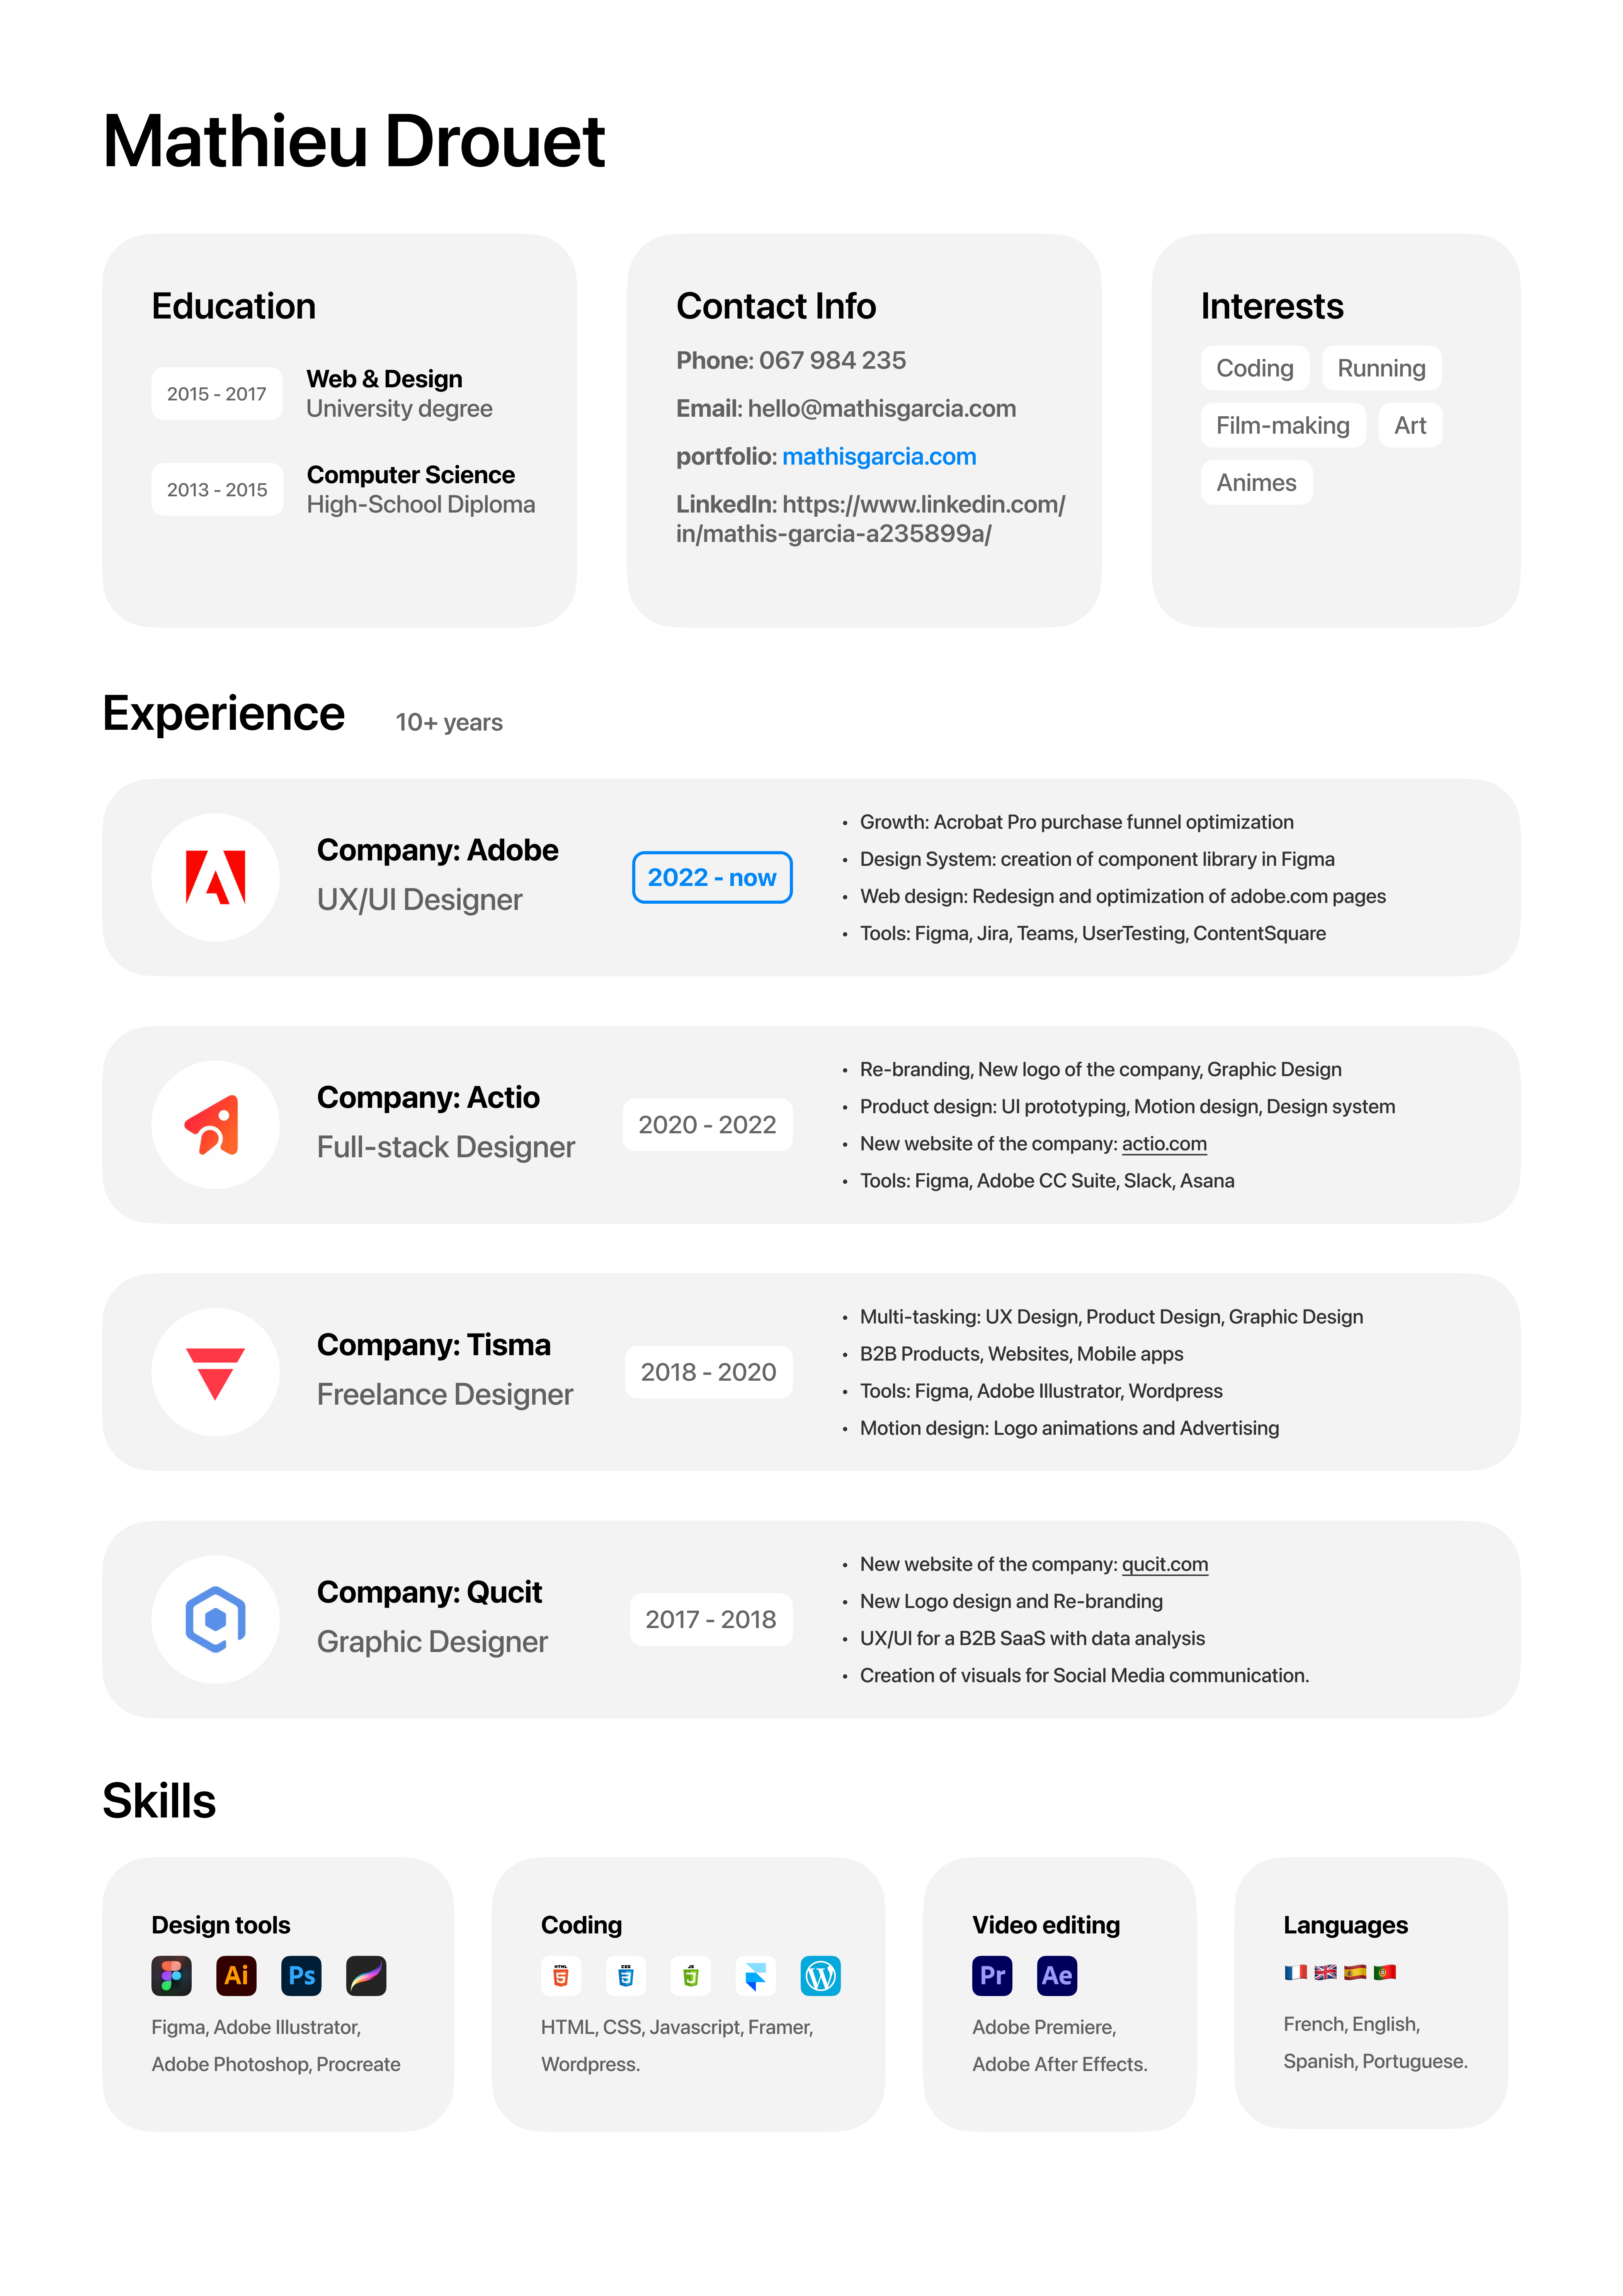 Mathieu Drouet
Education
2015 - 2017
Web & Design
University degree
2013 - 2015
Computer Science
High-School Diploma
Contact Info
Phone: 067 984 235
Email: hello@mathisgarcia.com
portfolio: mathisgarcia.com
LinkedIn: https://www.linkedin.com/
in/mathis-garcia-a235899a/
Interests
Coding Running
Film-making Art
Animes
Experience 10+ years
Company: Adobe
UX/UI Designer
2022 - now
• Growth: Acrobat Pro purchase funnel optimization
• Design System: creation of component library in Figma
• Web design: Redesign and optimization of adobe.com pages
• Tools: Figma, Jira, Teams, UserTesting, ContentSquare
Company: Actio
Full-stack Designer
2020 - 2022
• Re-branding, New logo of the company, Graphic Design
• Product design: UI prototyping, Motion design, Design system
• New website of the company: actio.com
• Tools: Figma, Adobe CC Suite, Slack, Asana
Company: Tisma
Freelance Designer
2018 - 2020
• Multi-tasking: UX Design, Product Design, Graphic Design
• B2B Products, Websites, Mobile apps
• Tools: Figma, Adobe Illustrator, Wordpress
• Motion design: Logo animations and Advertising
Company: Qucit
Graphic Designer
2017 - 2018
• New website of the company: qucit.com
• New Logo design and Re-branding
• UX/UI for a B2B SaaS with data analysis
• Creation of visuals for Social Media communication.
Skills
Design tools
Ai Ps
Figma, Adobe Illustrator,
Adobe Photoshop, Procreate
Coding
HTML 5 CSS 3 JS
Figma
HTML, CSS, Javascript, Framer,
Wordpress.
Video editing
Pr Ae
Adobe Premiere,
Adobe After Effects.
Languages
French, English,
Spanish, Portuguese.